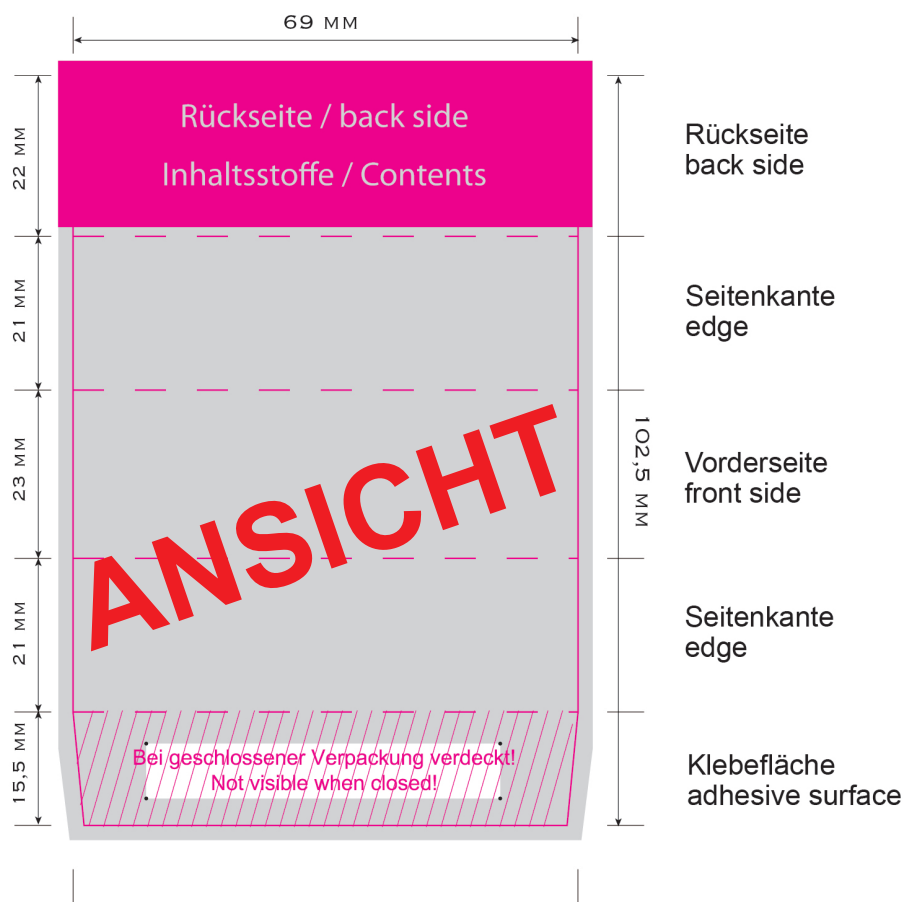 69 MM
Rückseite / back side
Inhaltsstoffe / Contents
22 MM
Rückseite
back side
21 MM
Seitenkante
edge
23 MM
ANSICHT
102,5 MM
Vorderseite
front side
21 MM
Seitenkante
edge
15,5 MM
Bei geschlossener Verpackung verdeckt!
Not visible when closed!
Klebefläche
adhesive surface